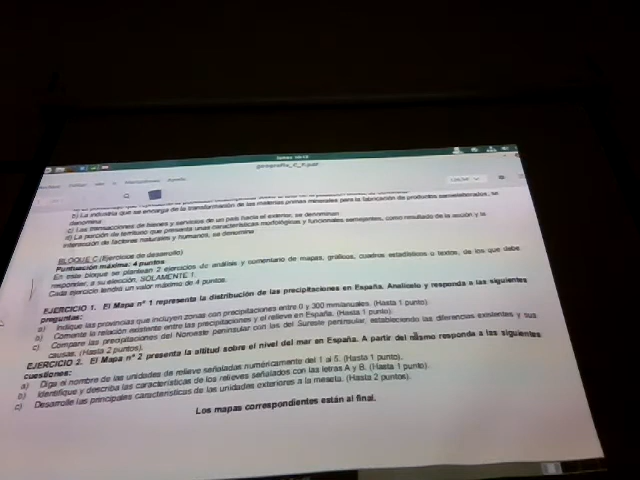 geografia_C_II.pdf
b) La industria que se encarga de la transformación de las materias primas minerales para la fabricación de productos semielaborados, se
denomina
c) Las transacciones de bienes y servicios de un país hacia el exterior, se denominan
d) La porción de territorio que presenta unas características morfológicas y funcionales semejantes, como resultado de la acción y la
interacción de factores naturales y humanos, se denomina
BLOQUE C (Ejercicios de desarrollo)
Puntuación máxima: 4 puntos
En este bloque se plantean 2 ejercicios de análisis y comentario de mapas, gráficos, cuadros estadísticos o textos, de los que debe
responder, a su elección, SOLAMENTE 1.
Cada ejercicio tendrá un valor máximo de 4 puntos.
EJERCICIO 1. El Mapa nº 1 representa la distribución de las precipitaciones en España. Analícelo y responda a las siguientes
preguntas:
a) Indique las provincias que incluyen zonas con precipitaciones entre 0 y 300 mm/anuales. (Hasta 1 punto).
b) Comente la relación existente entre las precipitaciones y el relieve en España. (Hasta 1 punto).
c) Compare las precipitaciones del Noroeste peninsular con las del Sureste peninsular, estableciendo las diferencias existentes y sus
causas. (Hasta 2 puntos).
EJERCICIO 2. El Mapa nº 2 presenta la altitud sobre el nivel del mar en España. A partir del mismo responda a las siguientes
cuestiones:
a) Diga el nombre de las unidades de relieve señaladas numéricamente del 1 al 5. (Hasta 1 punto).
b) Identifique y describa las características de los relieves señalados con las letras A y B. (Hasta 1 punto).
c) Desarrolle las principales características de las unidades exteriores a la meseta. (Hasta 2 puntos).
Los mapas correspondientes están al final.